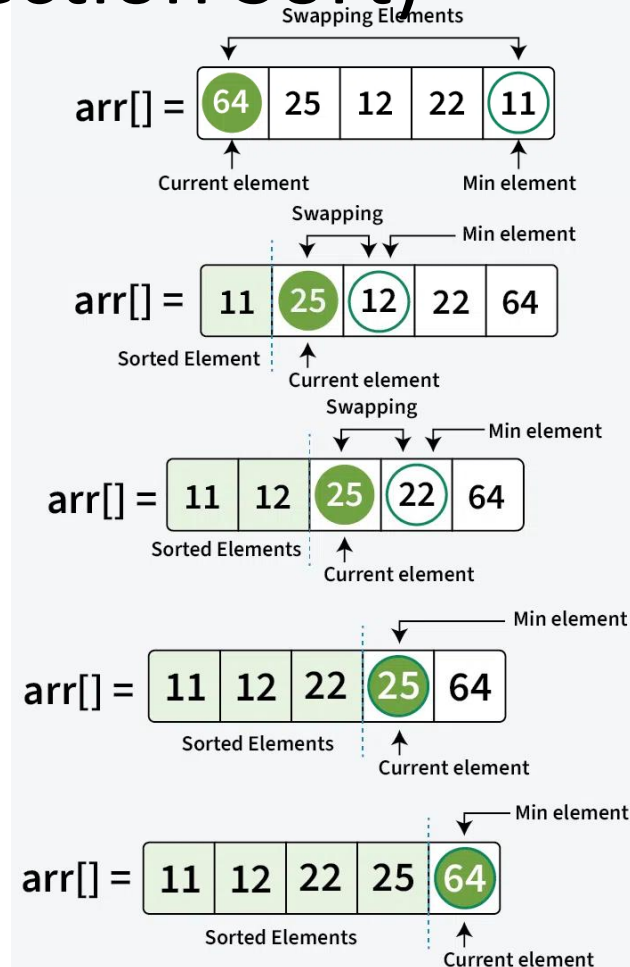 ction Sort)
Swapping Elements
arr[] = 64 25 12 22 11
Current element Min element
Swapping
Min element
arr[] = 11 25 12 22 64
Sorted Element
Current element
Swapping
Min element
arr[] = 11 12 25 22 64
Sorted Elements
Current element
Min element
arr[] = 11 12 22 25 64
Sorted Elements
Current element
Min element
arr[] = 11 12 22 25 64
Sorted Elements
Current element